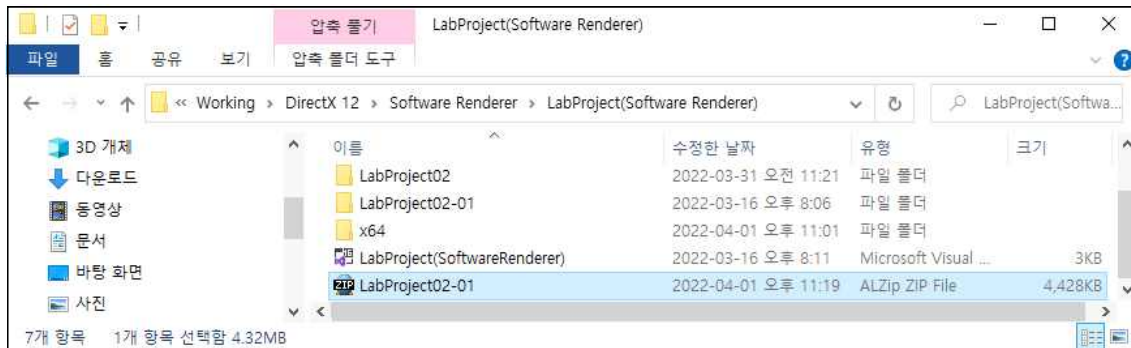 압축 풀기 LabProject(Software Renderer)
파일 홈 공유 보기 압축 폴더 도구
« Working > DirectX 12 > Software Renderer > LabProject(Software Renderer) LabProject(Softwa...
3D 개체
다운로드
동영상
문서
바탕 화면
사진
이름 수정한 날짜 유형 크기
LabProject02 2022-03-31 오전 11:21 파일 폴더
LabProject02-01 2022-03-16 오후 8:06 파일 폴더
x64 2022-04-01 오후 11:01 파일 폴더
LabProject(SoftwareRenderer) 2022-03-16 오후 8:11 Microsoft Visual ... 3KB
ZIP LabProject02-01 2022-04-01 오후 11:19 ALZip ZIP File 4,428KB
7개 항목 1개 항목 선택함 4.32MB